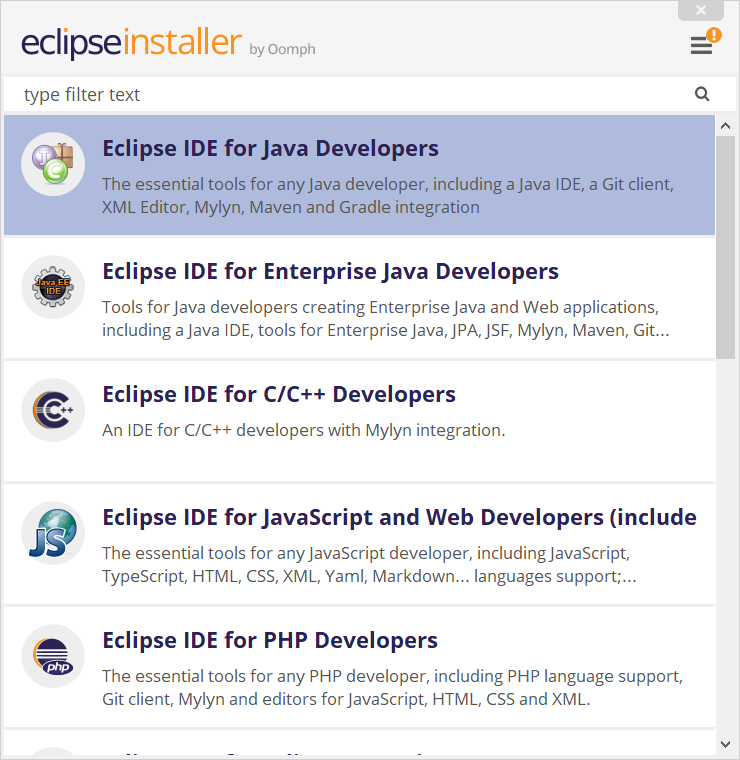 eclipseinstaller by Oomph
type filter text
Eclipse IDE for Java Developers
The essential tools for any Java developer, including a Java IDE, a Git client,
XML Editor, Mylyn, Maven and Gradle integration
Java EE
IDE
Eclipse IDE for Enterprise Java Developers
Tools for Java developers creating Enterprise Java and Web applications,
including a Java IDE, tools for Enterprise Java, JPA, JSF, Mylyn, Maven, Git...
C++
Eclipse IDE for C/C++ Developers
An IDE for C/C++ developers with Mylyn integration.
JS
Eclipse IDE for JavaScript and Web Developers (include
The essential tools for any JavaScript developer, including JavaScript,
TypeScript, HTML, CSS, XML, Yaml, Markdown... languages support;...
php
Eclipse IDE for PHP Developers
The essential tools for any PHP developer, including PHP language support,
Git client, Mylyn and editors for JavaScript, HTML, CSS and XML.